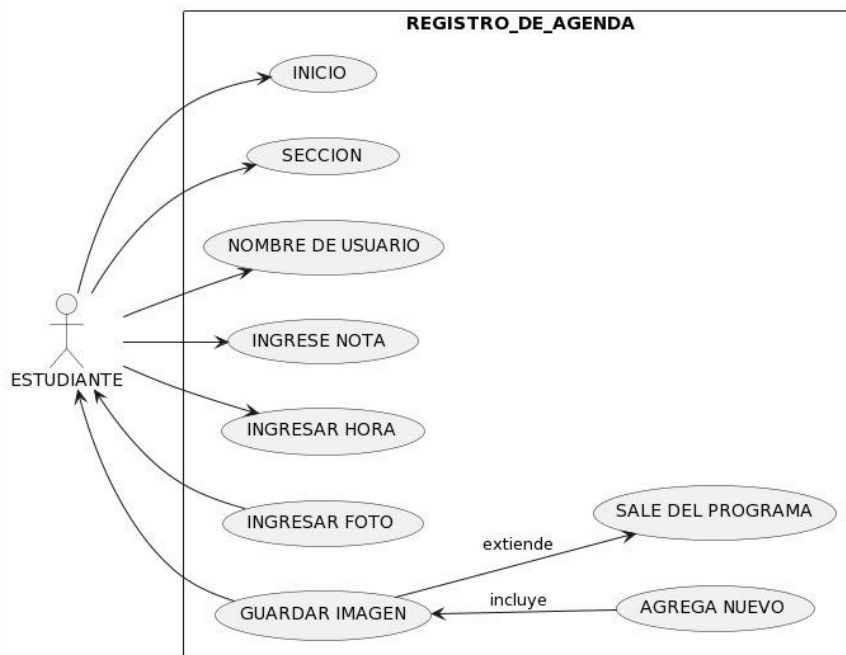 REGISTRO_DE_AGENDA
INICIO
SECCION
NOMBRE DE USUARIO
INGRESE NOTA
ESTUDIANTE
INGRESAR HORA
INGRESAR FOTO
SALE DEL PROGRAMA
extiende
GUARDAR IMAGEN
incluye
AGREGA NUEVO